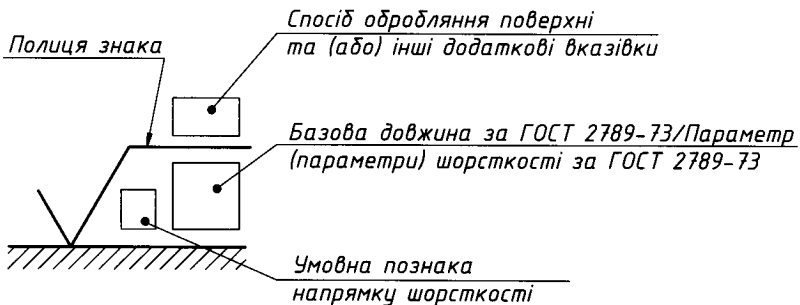 Спосіб обробляння поверхні
та (або) інші додаткові вказівки
Полиця знака
Базова довжина за ГОСТ 2789-73/Параметр
(параметри) шорсткості за ГОСТ 2789-73
Умовна познака
напрямку шорсткості